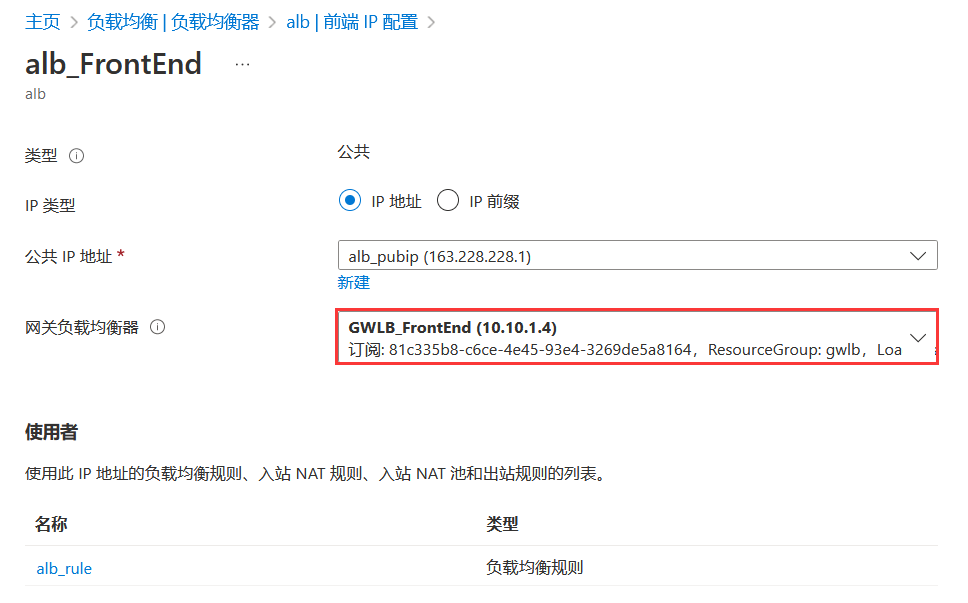 主页 > 负载均衡 | 负载均衡器 > alb | 前端 IP 配置 >
alb_FrontEnd ...
alb
类型
公共
IP 类型
IP 地址 IP 前缀
公共 IP 地址 *
alb_pubip (163.228.228.1)
新建
网关负载均衡器
GWLB_FrontEnd (10.10.1.4)
订阅: 81c335b8-c6ce-4e45-93e4-3269de5a8164，ResourceGroup: gwlb，Loa
使用者
使用此 IP 地址的负载均衡规则、入站 NAT 规则、入站 NAT 池和出站规则的列表。
名称 类型
alb_rule 负载均衡规则